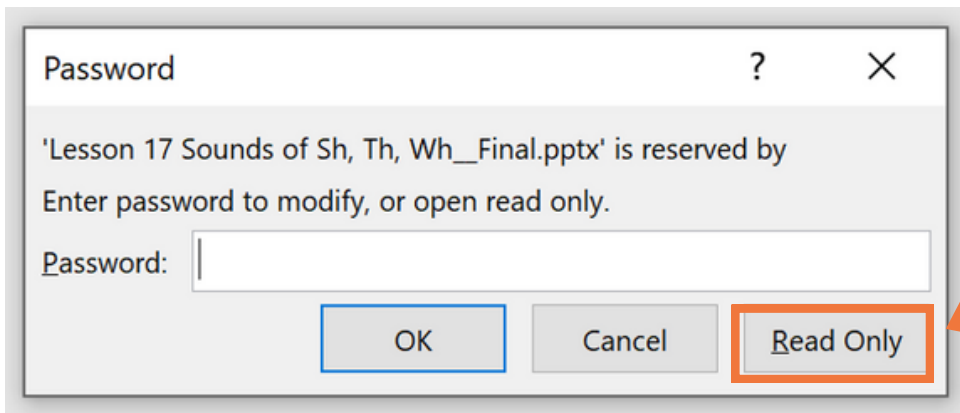 Password ? ×
'Lesson 17 Sounds of Sh, Th, Wh__Final.pptx' is reserved by
Enter password to modify, or open read only.
Password:
OK Cancel Read Only